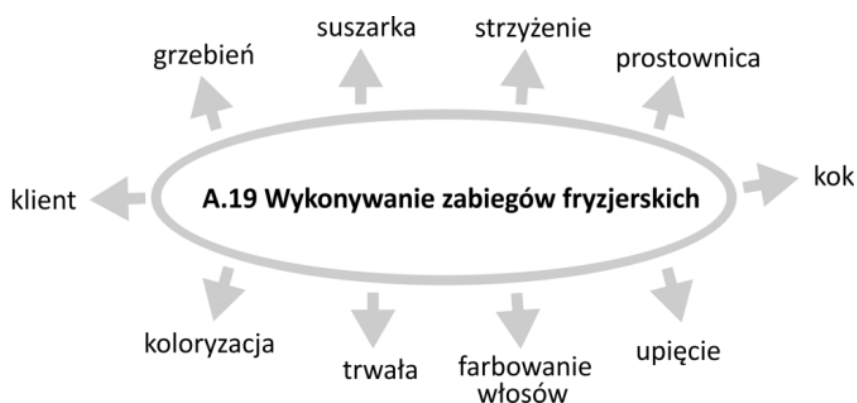 suszarka
strzyżenie
grzebień
prostownica
klient
A.19 Wykonywanie zabiegów fryzjerskich
kok
koloryzacja
trwała
farbowanie
włosów
upięcie